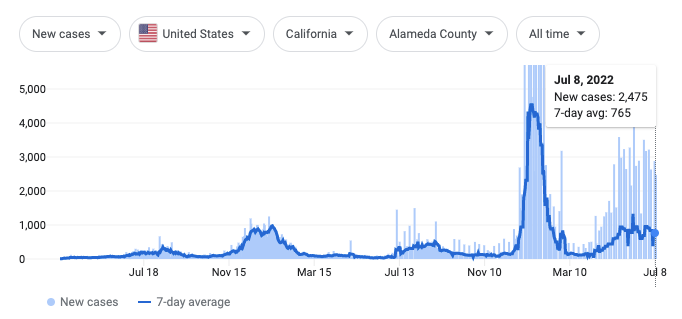 New cases United States California Alameda County All time
Jul 8, 2022
New cases: 2,475
7-day avg: 765
5,000
4,000
3,000
2,000
1,000
0
Jul 18 Nov 15 Mar 15 Jul 13 Nov 10 Mar 10 Jul 8
New cases 7-day average